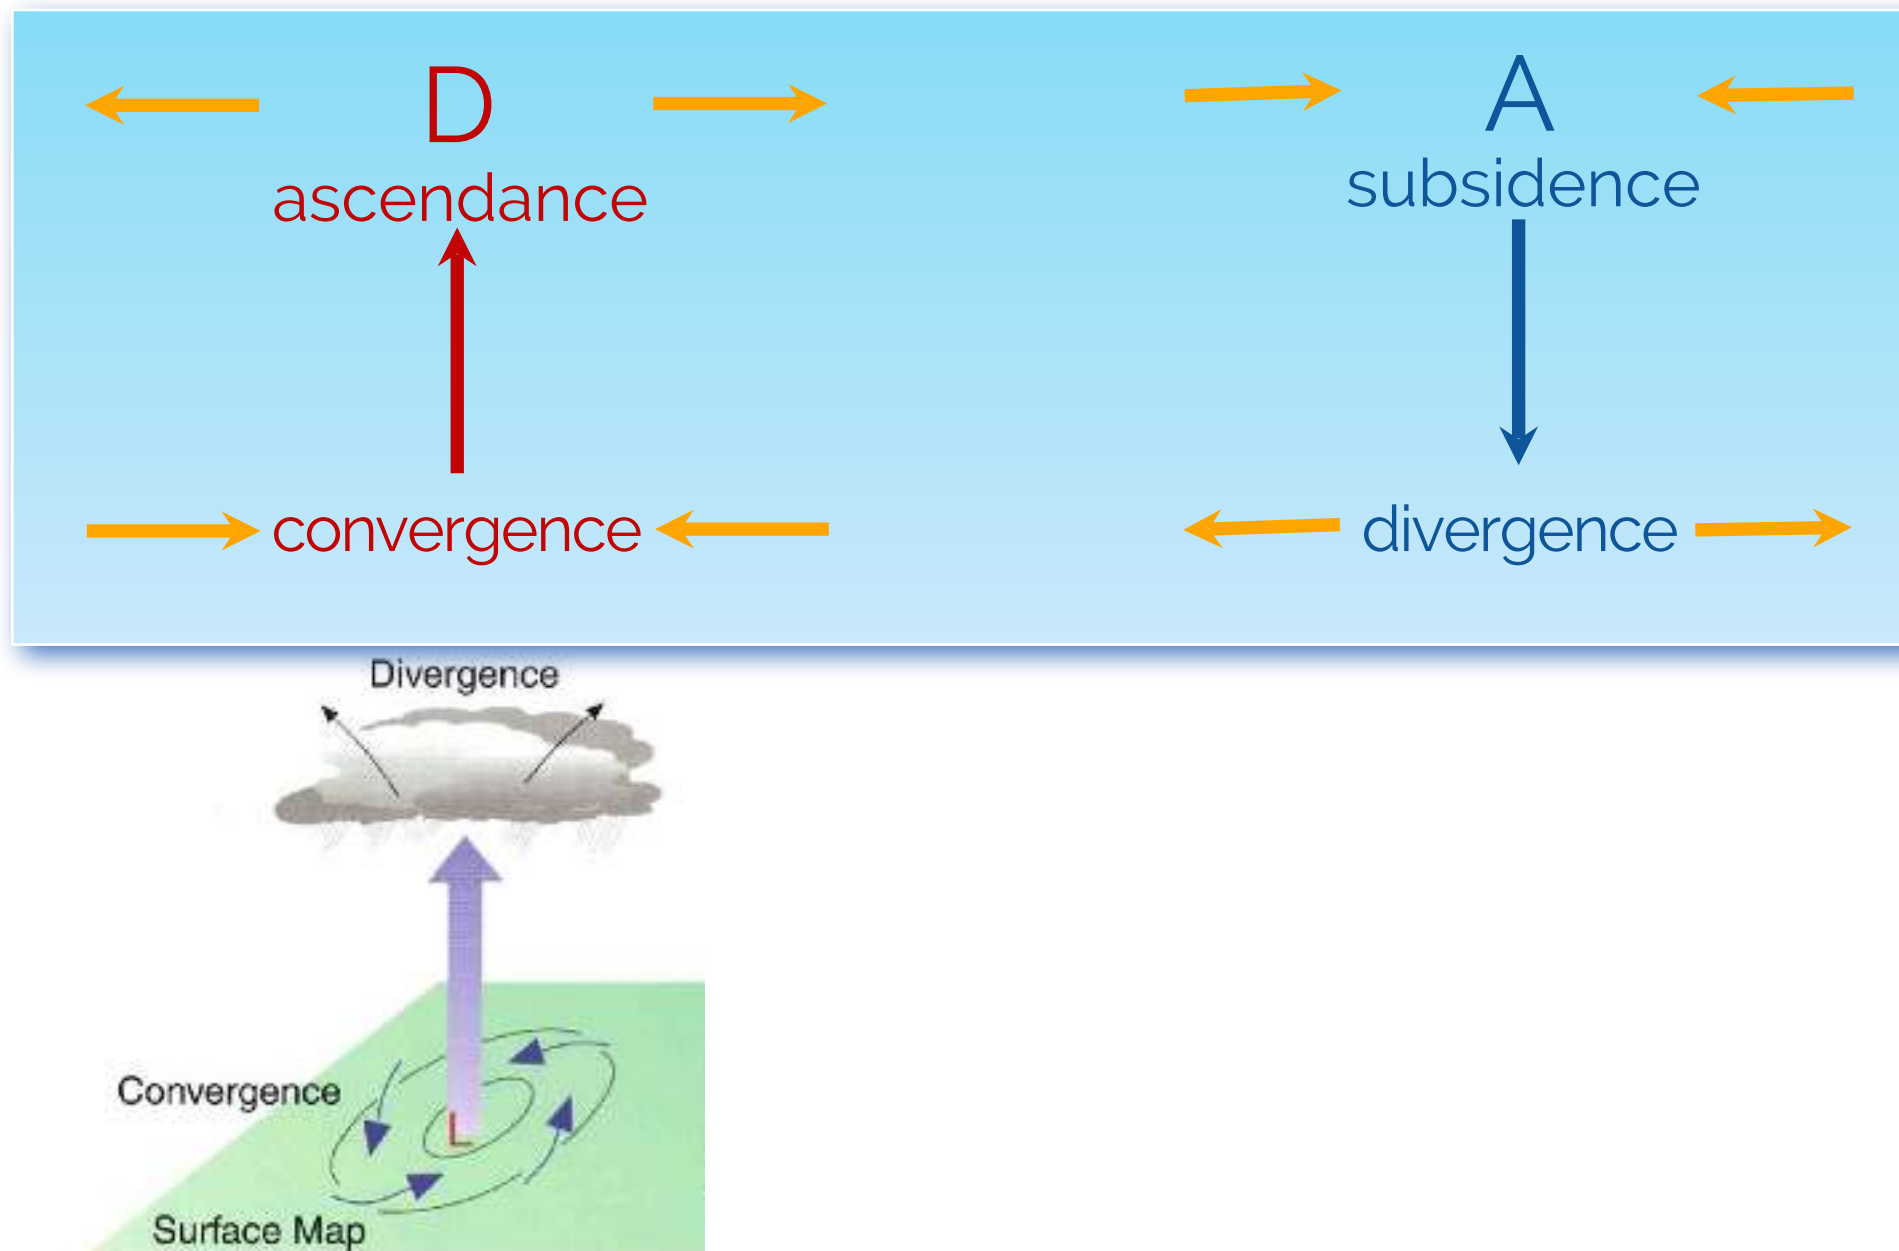 D
ascendance
convergence
A
subsidence
divergence
Divergence
Convergence
L
Surface Map